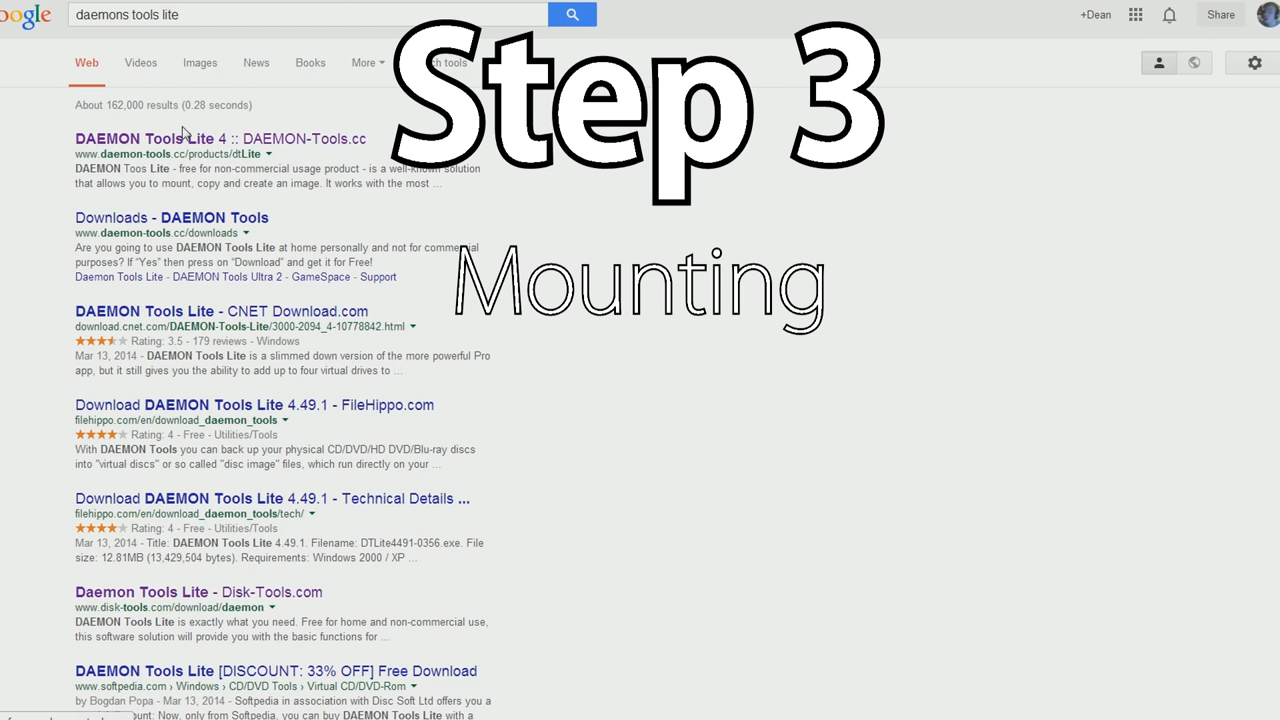 oogle
daemons tools lite
+Dean
Share
Web Videos Images News Books More tools
About 162,000 results (0.28 seconds)
Step 3
Mounting
DAEMON Tools Lite 4 :: DAEMON-Tools.cc
www.daemon-tools.cc/products/dtLite
DAEMON Toos Lite - free for non-commercial usage product - is a well-known solution
that allows you to mount, copy and create an image. It works with the most ...
Downloads - DAEMON Tools
www.daemon-tools.cc/downloads
Are you going to use DAEMON Tools Lite at home personally and not for commercial
purposes? If “Yes” then press on “Download” and get it for Free!
Daemon Tools Lite - DAEMON Tools Ultra 2 - GameSpace - Support
DAEMON Tools Lite - CNET Download.com
download.cnet.com/DAEMON-Tools-Lite/3000-2094_4-10778842.html
Rating: 3.5 - 179 reviews - Windows
Mar 13, 2014 - DAEMON Tools Lite is a slimmed down version of the more powerful Pro
app, but it still gives you the ability to add up to four virtual drives to ...
Download DAEMON Tools Lite 4.49.1 - FileHippo.com
filehippo.com/en/download_daemon_tools
Rating: 4 - Free - Utilities/Tools
With DAEMON Tools you can back up your physical CD/DVD/HD DVD/Blu-ray discs
into "virtual discs" or so called "disc image" files, which run directly on your ...
Download DAEMON Tools Lite 4.49.1 - Technical Details ...
filehippo.com/en/download_daemon_tools/tech/
Rating: 4 - Free - Utilities/Tools
Mar 13, 2014 - Title: DAEMON Tools Lite 4.49.1. Filename: DTLite4491-0356.exe. File
size: 12.81MB (13,429,504 bytes). Requirements: Windows 2000 / XP ...
Daemon Tools Lite - Disk-Tools.com
www.disk-tools.com/download/daemon
DAEMON Tools Lite is exactly what you need. Free for home and non-commercial use,
this software solution will provide you with the basic functions for ...
DAEMON Tools Lite [DISCOUNT: 33% OFF] Free Download
www.softpedia.com › Windows › CD/DVD Tools › Virtual CD/DVD-Rom
by Bogdan Popa - Mar 13, 2014 - Softpedia in association with Disc Soft Ltd offers you a
count: Now, only from Softpedia, you can buy DAEMON Tools Lite with a